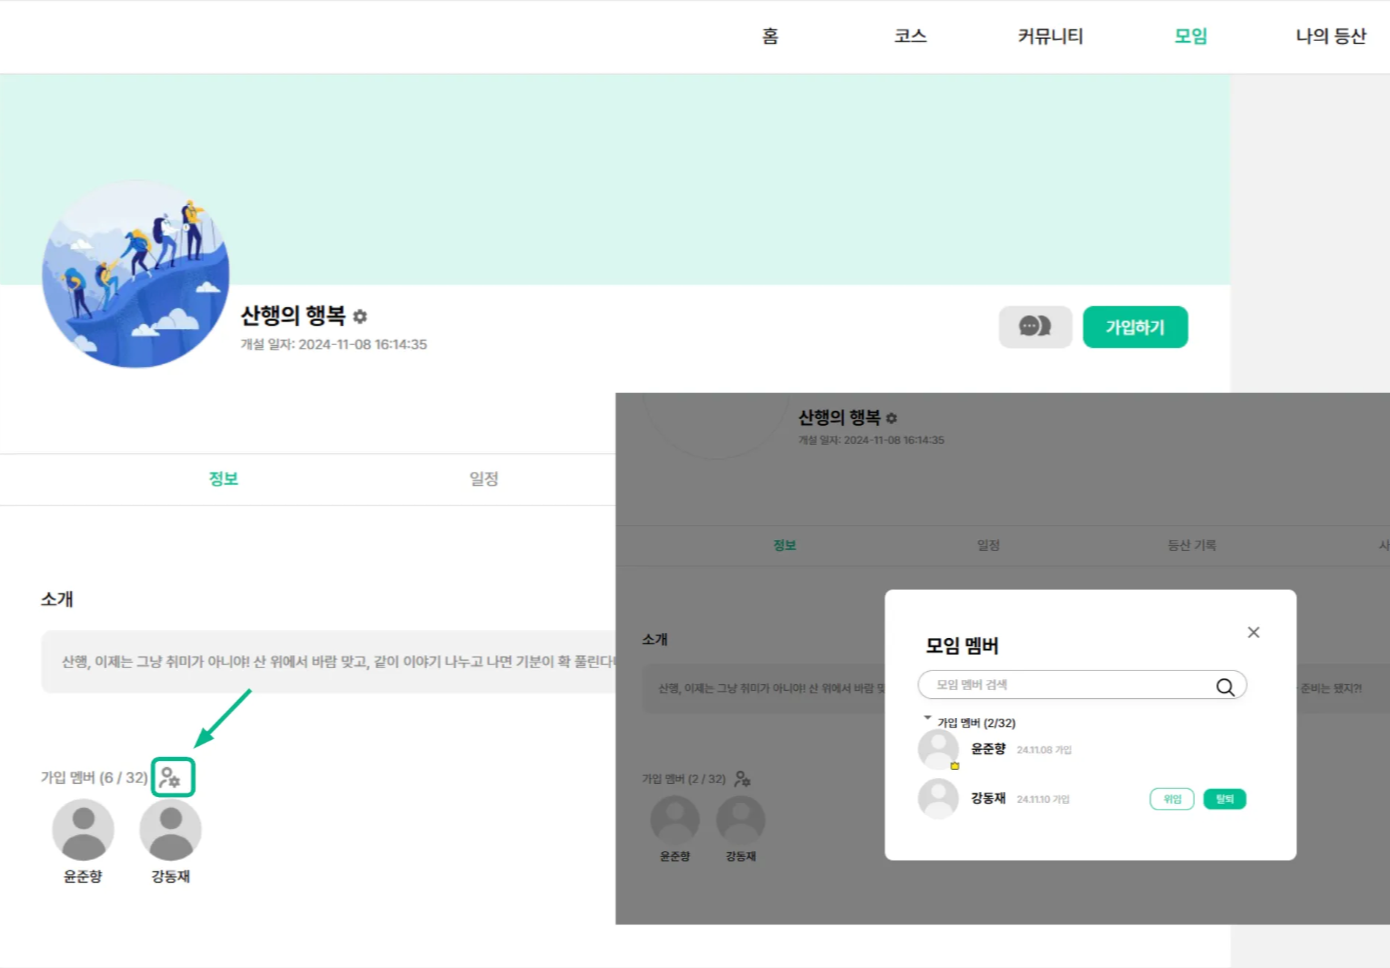 홈 코스 커뮤니티 모임 나의 등산
산행의 행복
개설 일자: 2024-11-08 16:14:35
가입하기
정보 일정
소개
산행, 이제는 그냥 취미가 아니야! 산 위에서 바람 맞고, 같이 이야기 나누고 나면 기분이 확 풀린다
가입 멤버 (6 / 32)
윤준향 강동재
산행의 행복
개설 일자: 2024-11-08 16:14:35
정보 일정 등산 기록
소개
산행, 이제는 그냥 취미가 아니야! 산 위에서 바람 맞
준비는 됐지?!
가입 멤버 (2 / 32)
윤준향 강동재
모임 멤버
모임 멤버 검색
가입 멤버 (2/32)
윤준향 24.11.08 가입
강동재 24.11.10 가입 위임 탈퇴